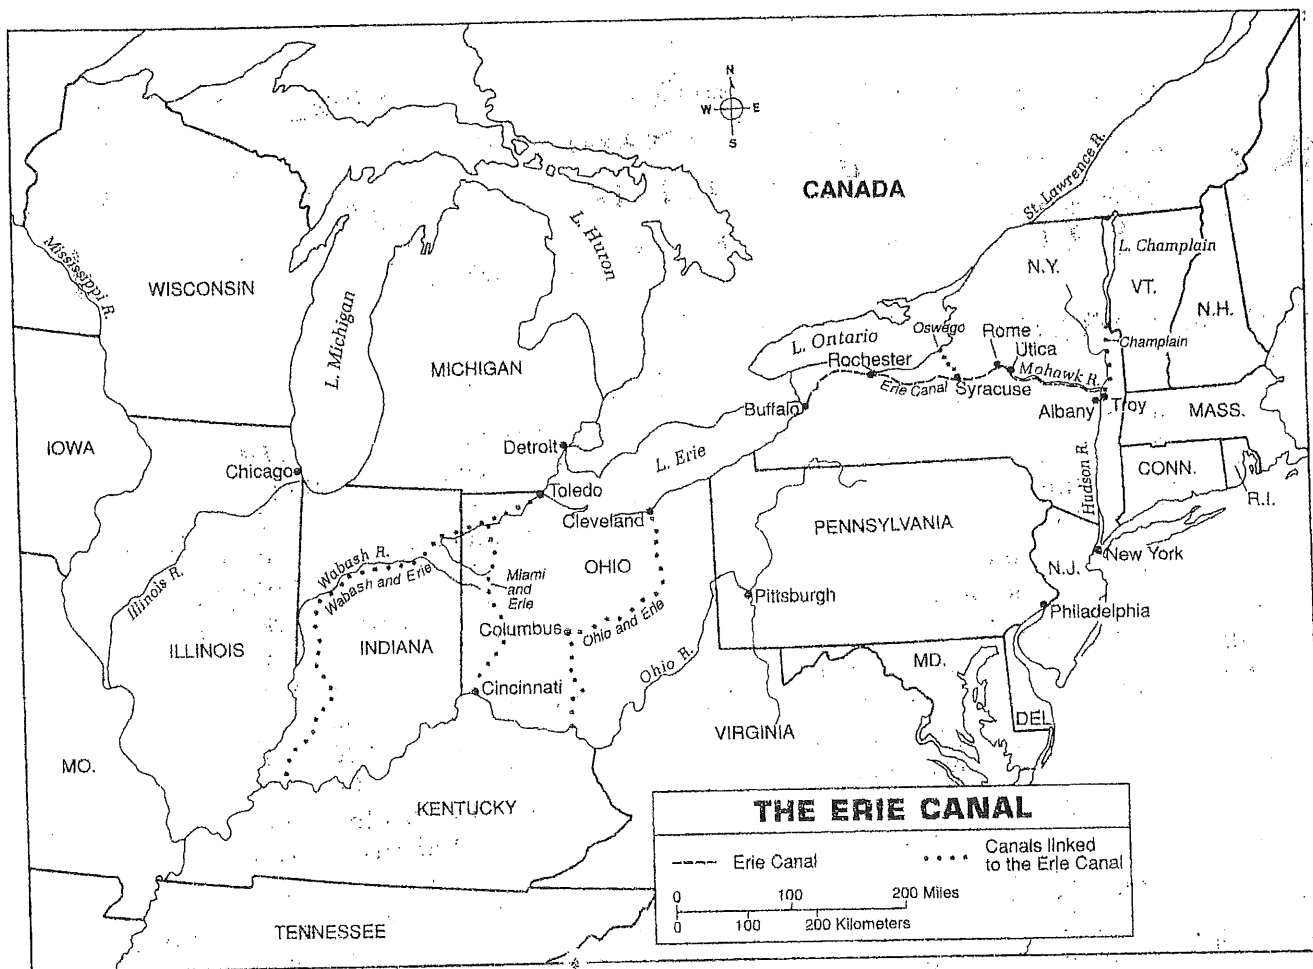 N
W E
S
CANADA
St. Lawrence R.
L. Huron
L. Champlain
N.Y.
VT.
N.H.
Mississippi R.
WISCONSIN
L. Michigan
MICHIGAN
L. Ontario
Oswego
Rome
Utica
Champlain
Rochester
Mohawk R.
Erie Canal
Syracuse
Buffalo
Albany
Troy
MASS.
IOWA
Detroit
L. Erie
Chicago
CONN.
R.I.
Hudson R.
Toledo
Cleveland
PENNSYLVANIA
New York
N.J.
Wabush R.
Wabash and Erie
Miami
and
Erie
OHIO
Illinois R.
Pittsburgh
Philadelphia
Columbus
Ohio and Erie
ILLINOIS
INDIANA
Ohio R.
MD.
Cincinnati
DEL
VIRGINIA
MO.
KENTUCKY
TENNESSEE
THE ERIE CANAL
Erie Canal
Canals linked
to the Erie Canal
0 100 200 Miles
0 100 200 Kilometers